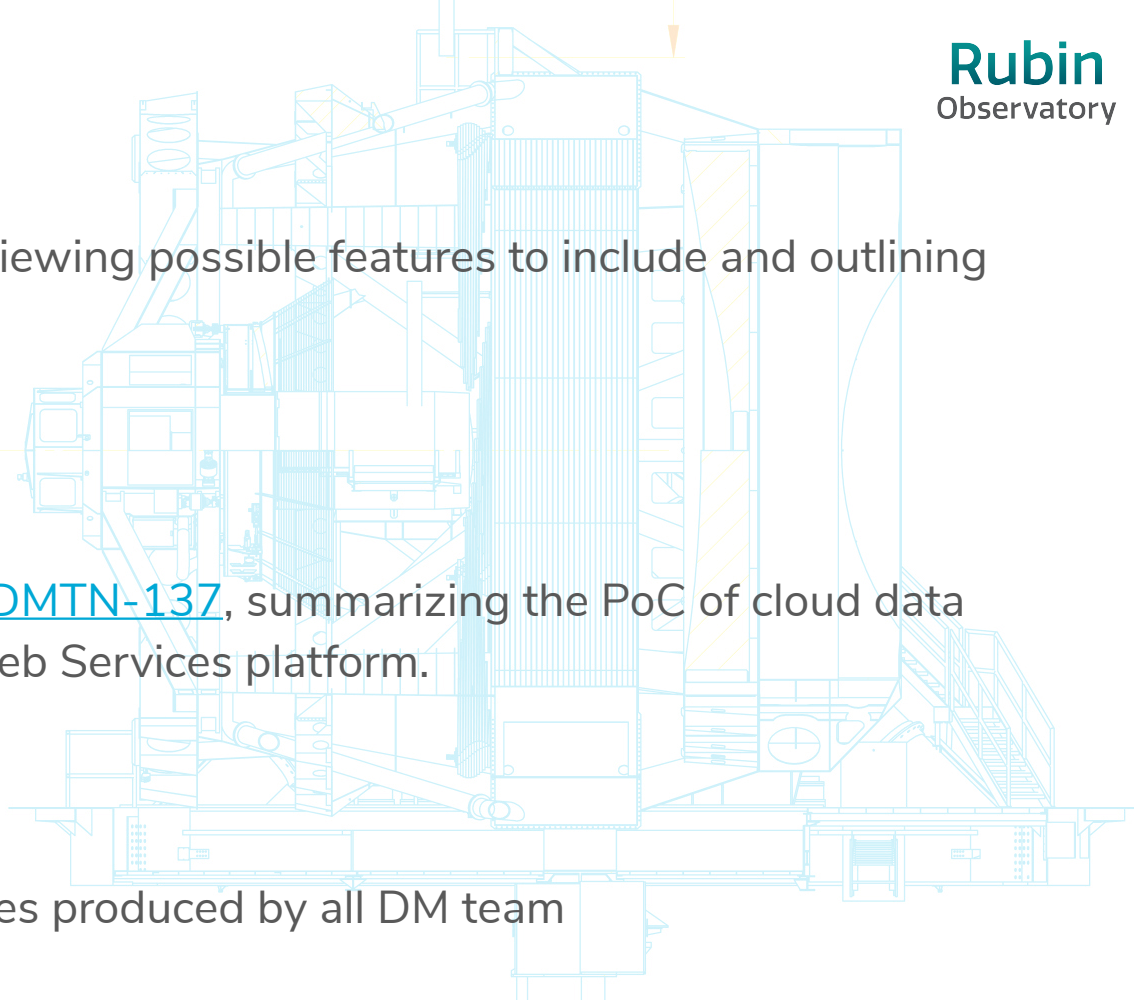 Rubin
Observatory
iewing possible features to include and outlining
DMTN-137, summarizing the PoC of cloud data
eb Services platform.
es produced by all DM team